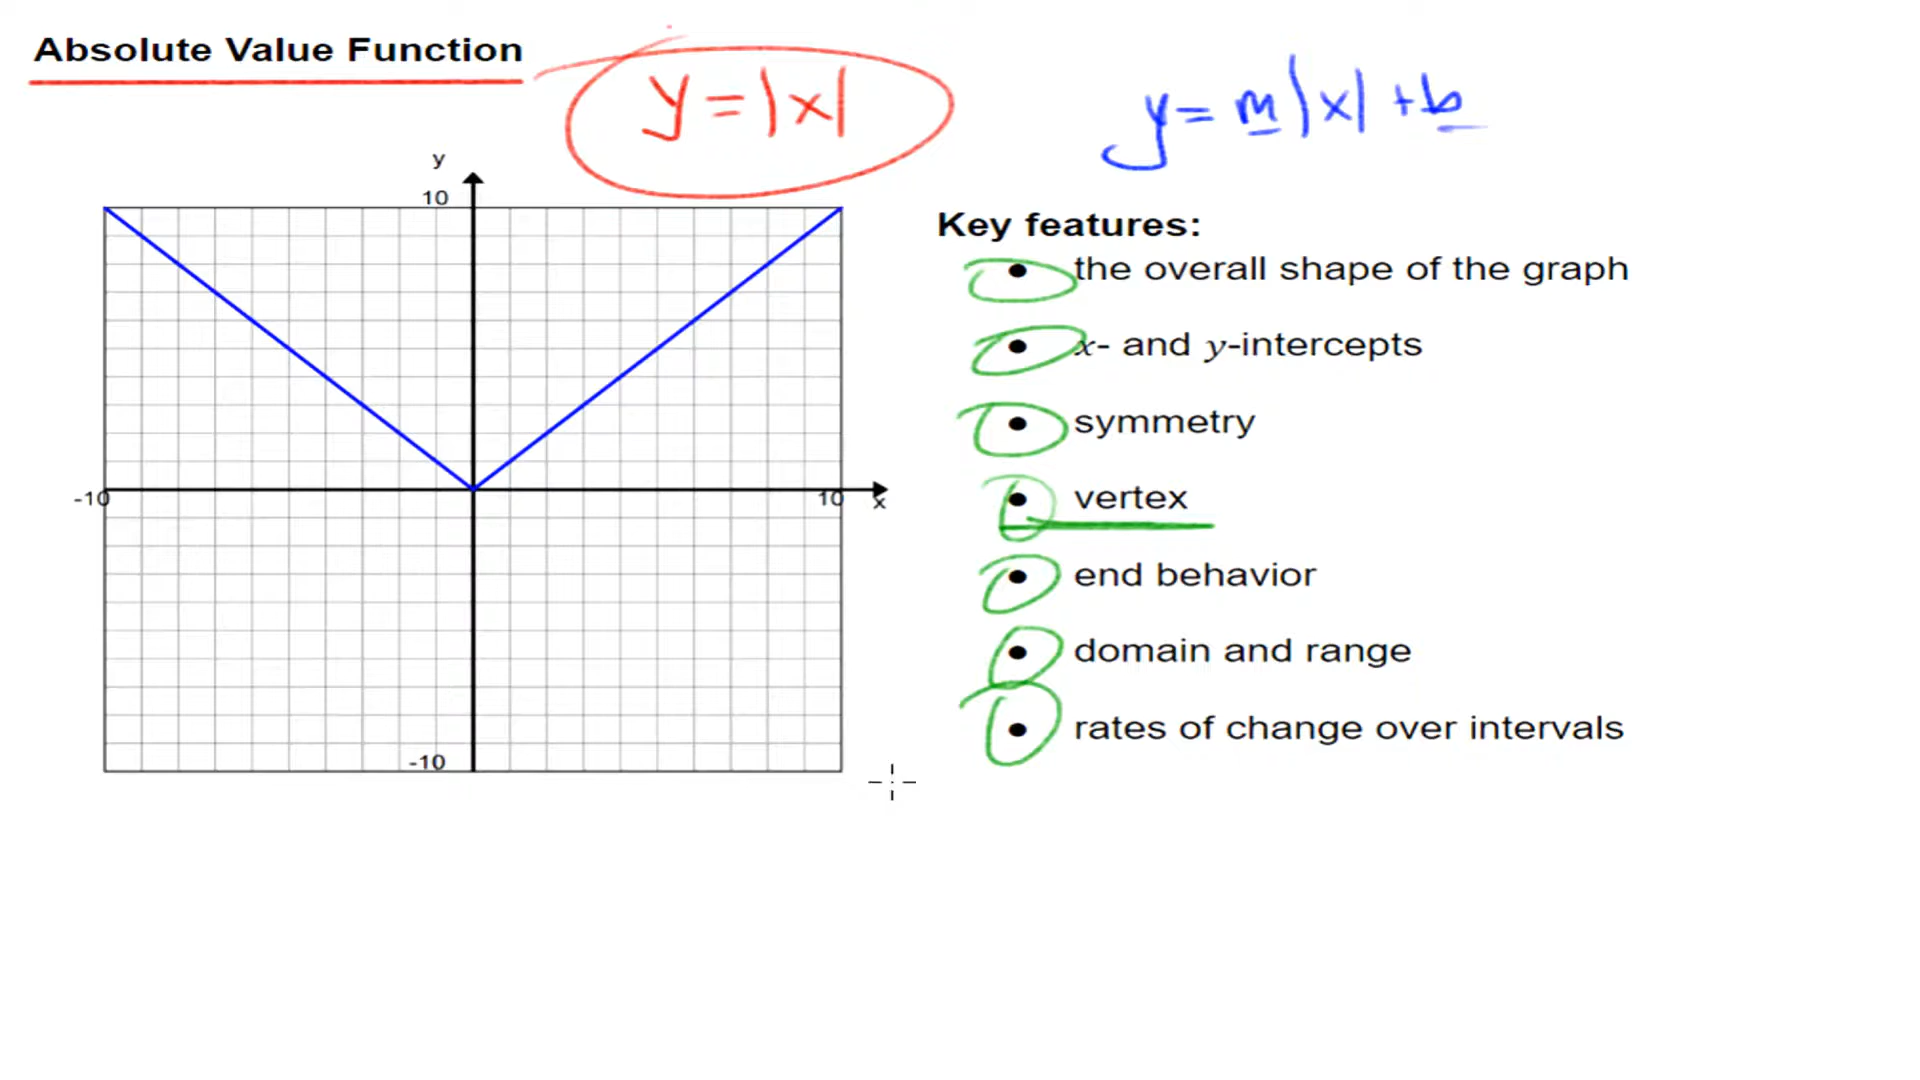 Absolute Value Function
y = |x|
y = m|x| + b
y
10
-10
10
x
-10
Key features:
• the overall shape of the graph
• x- and y-intercepts
• symmetry
• vertex
• end behavior
• domain and range
• rates of change over intervals